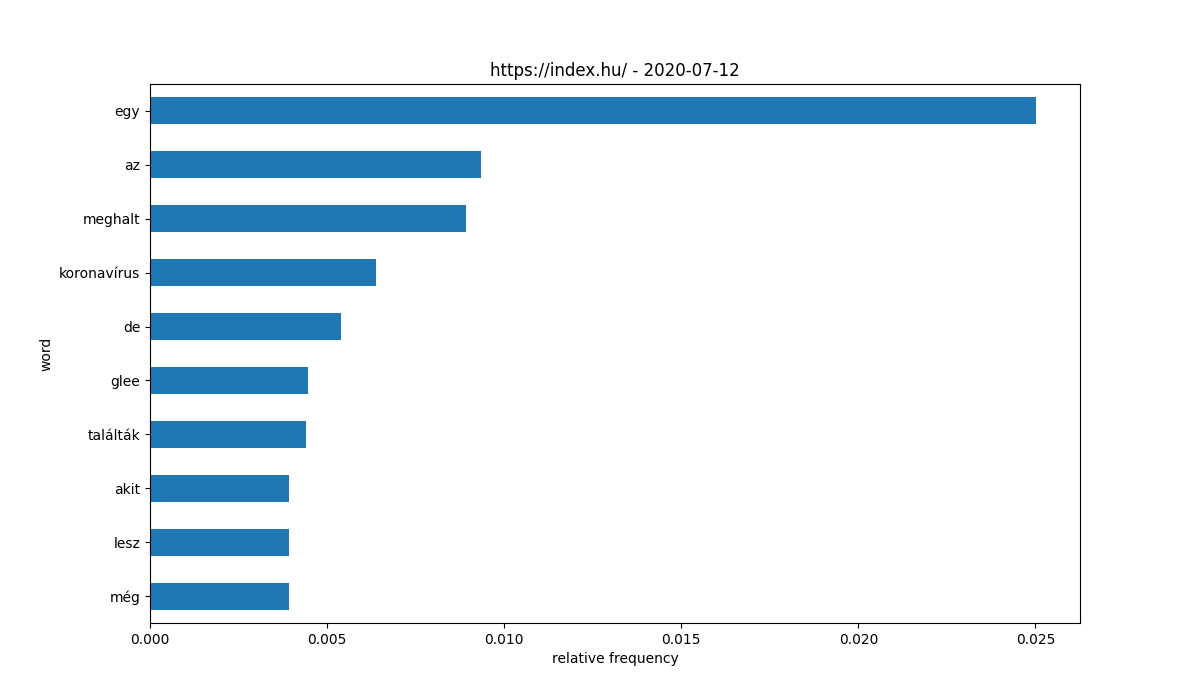 https://index.hu/ - 2020-07-12
word
egy
az
meghalt
koronavírus
de
glee
találták
akit
lesz
még
0.000 0.005 0.010 0.015 0.020 0.025
relative frequency